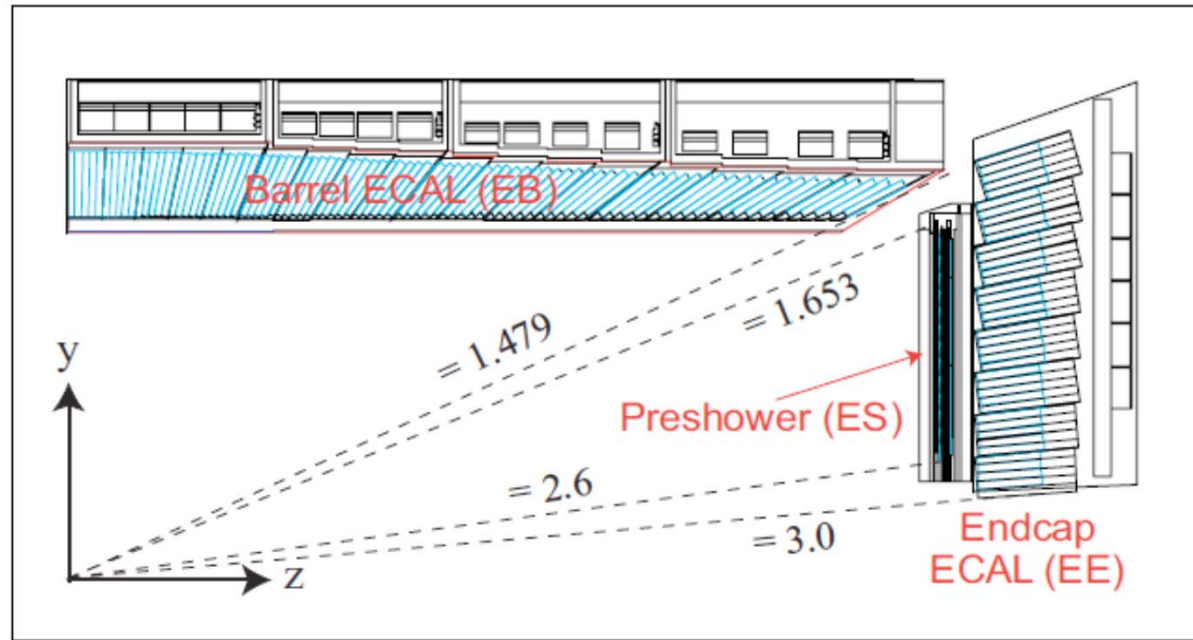 Barrel ECAL (EB)
= 1.479
= 1.653
y
Preshower (ES)
= 2.6
= 3.0
z
Endcap
ECAL (EE)